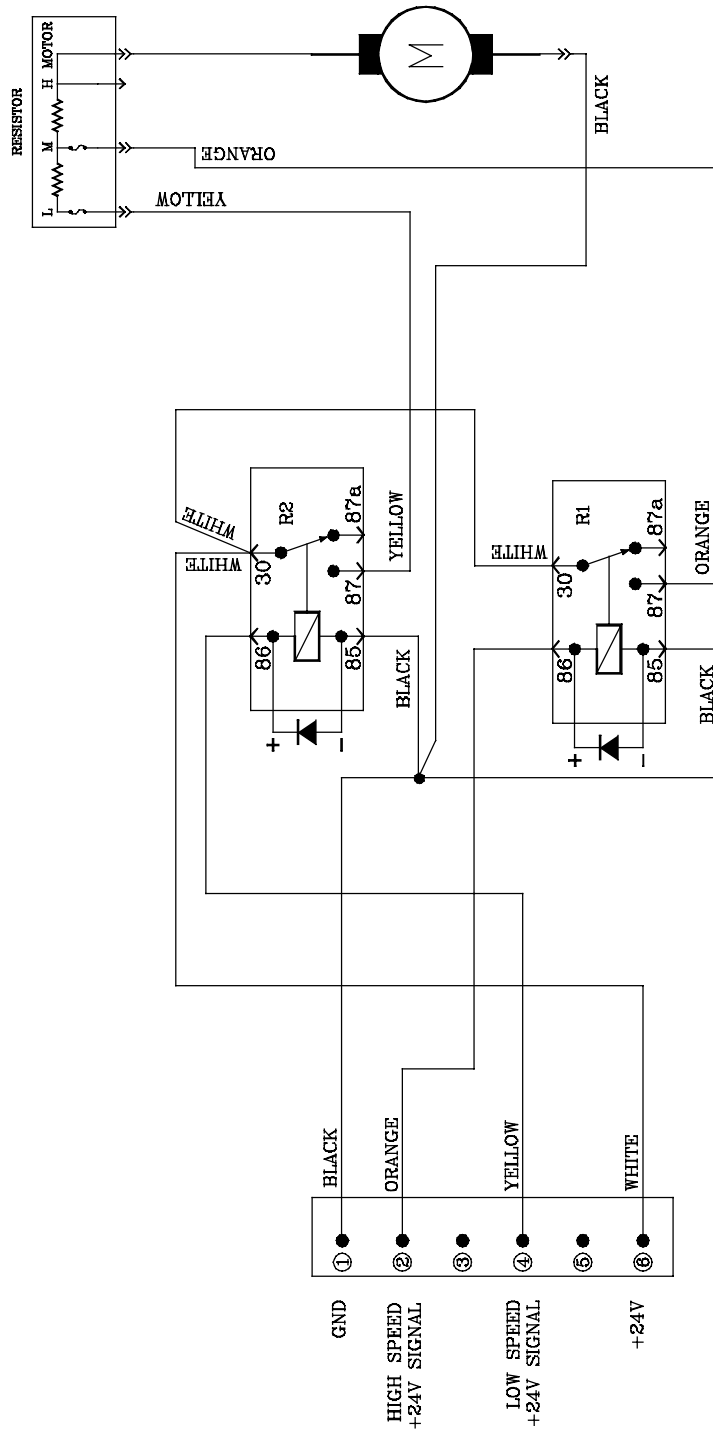 RESISTOR
MOTOR
H
M
L
M
BLACK
ORANGE
YELLOW
WHITE
WHITE
R2
30
87a
87
86
85
YELLOW
BLACK
+
–
WHITE
R1
30
87a
87
86
85
ORANGE
BLACK
+
–
BLACK
ORANGE
YELLOW
WHITE
1
2
3
4
5
6
GND
HIGH SPEED
+24V SIGNAL
LOW SPEED
+24V SIGNAL
+24V